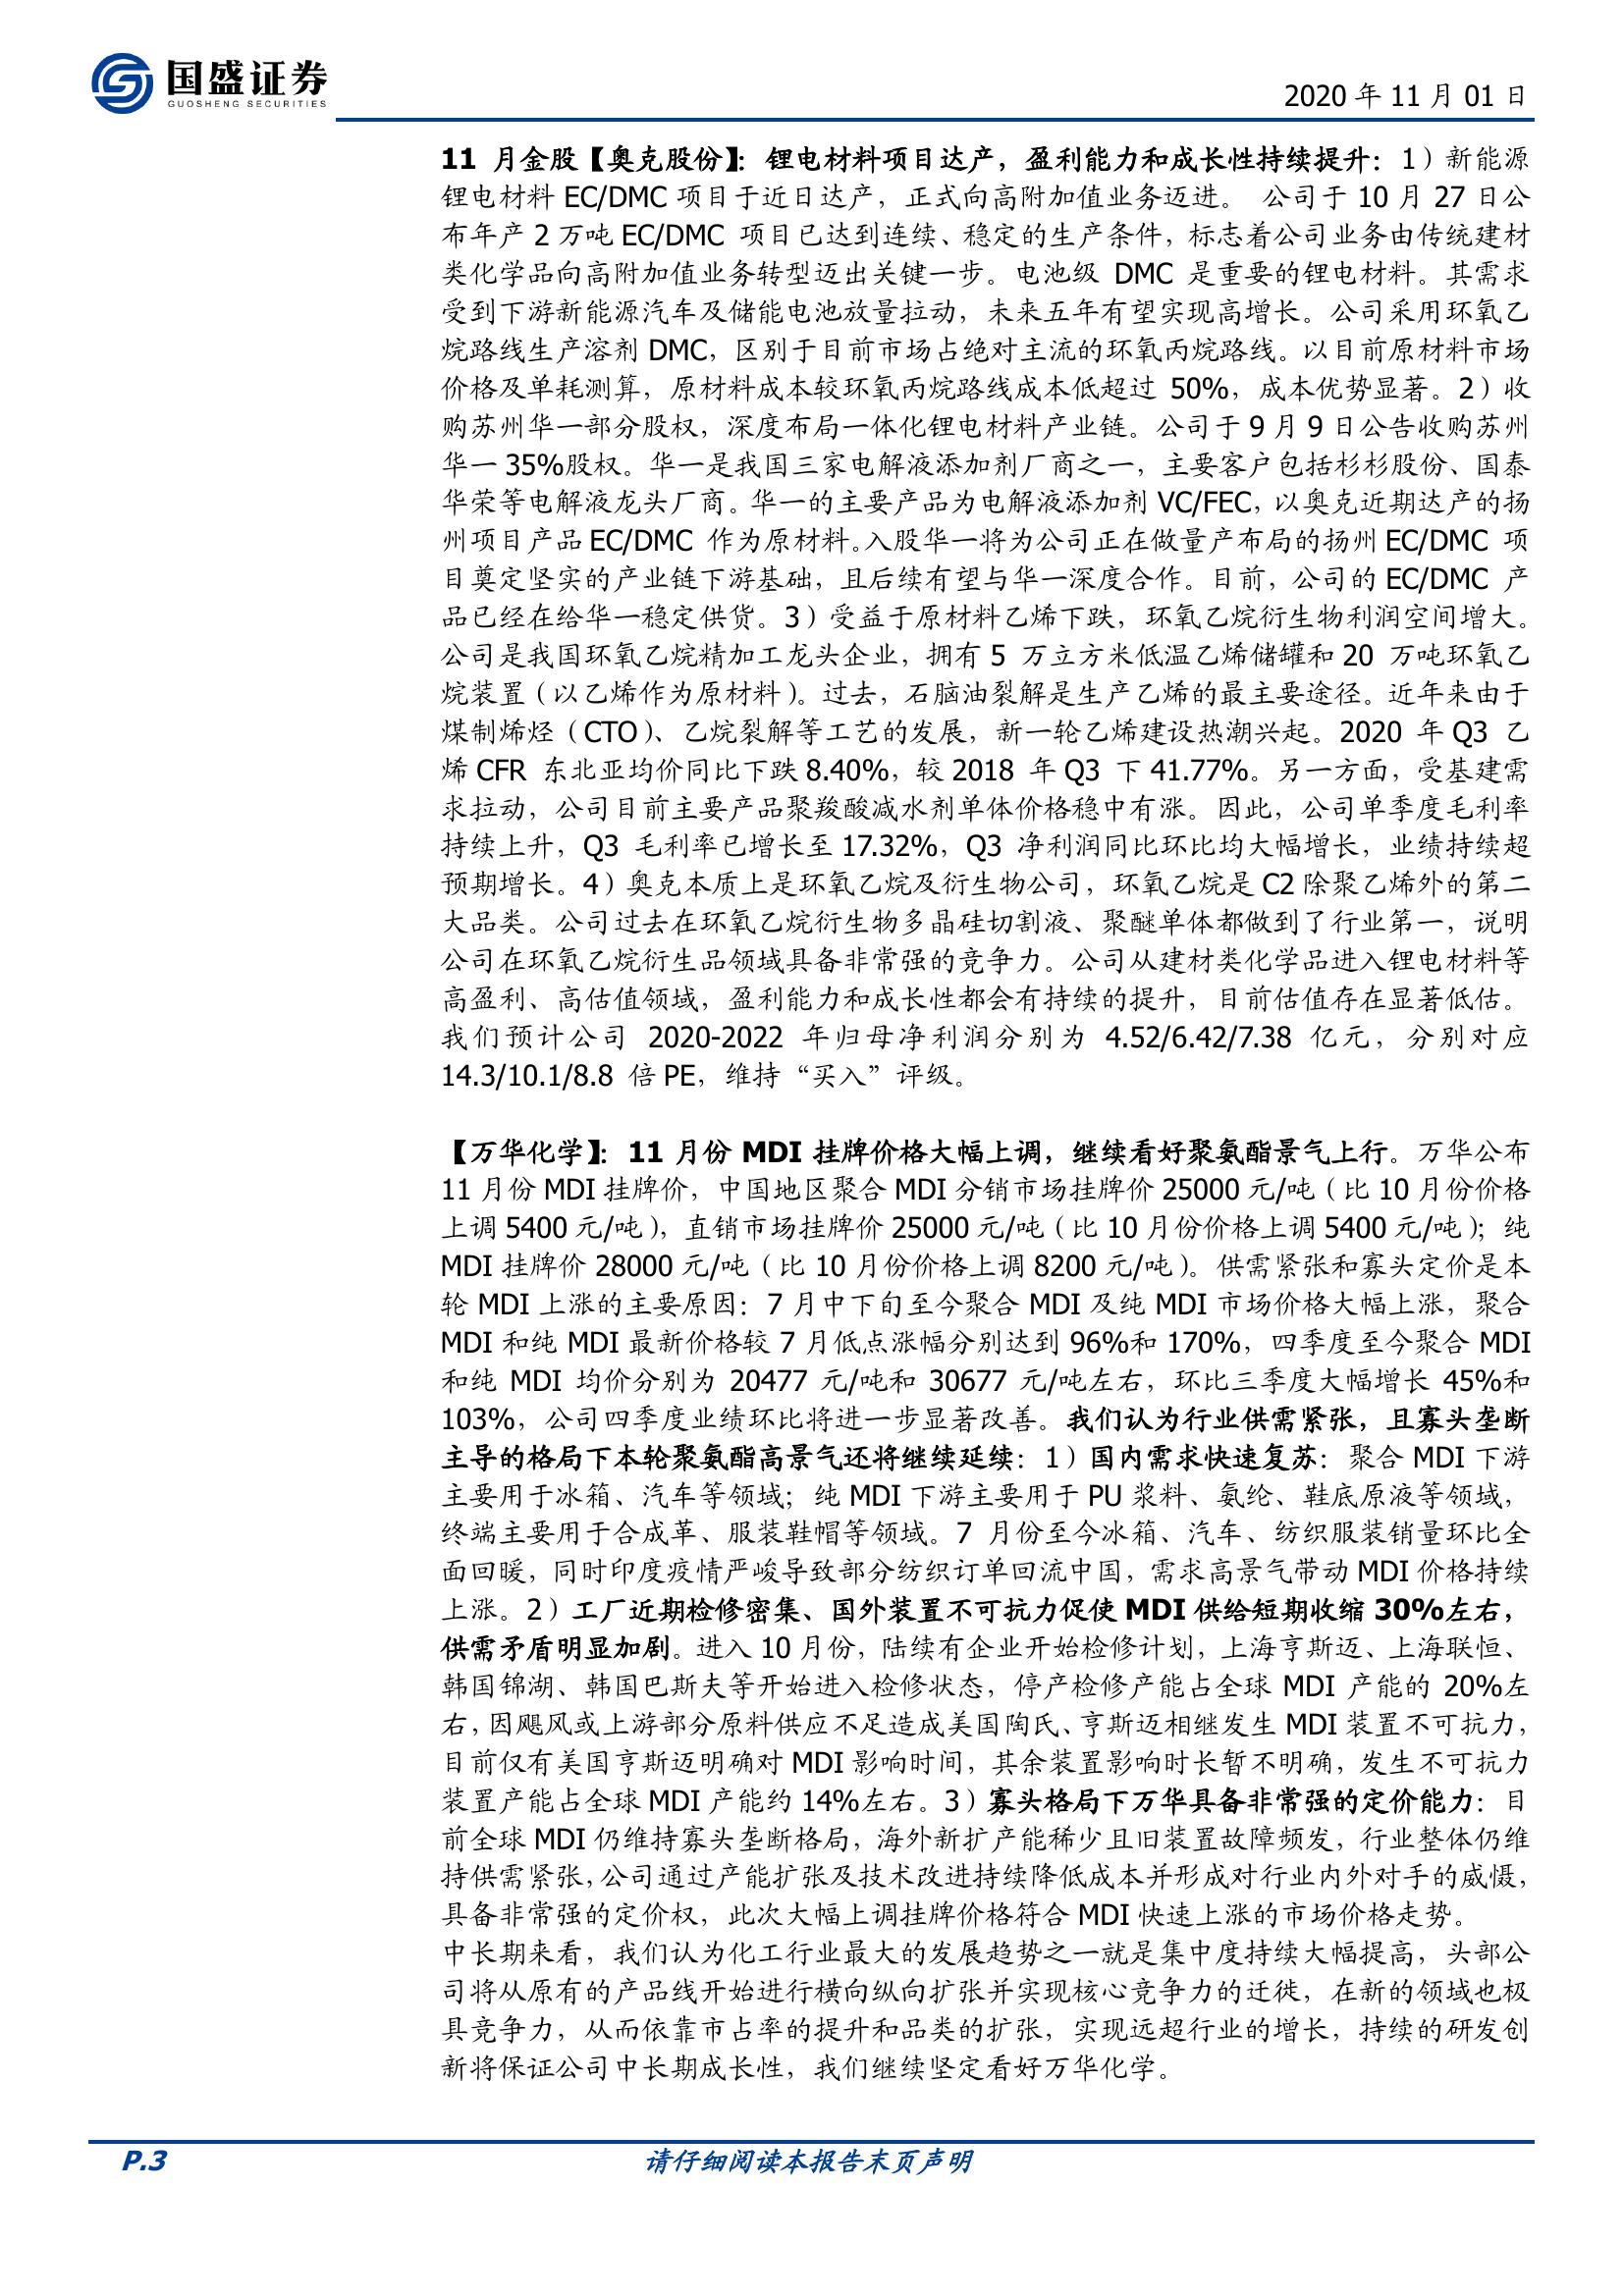 国盛证券
GUOSHENG SECURITIES
2020 年 11 月 01 日
11 月金股【奥克股份】：锂电材料项目达产，盈利能力和成长性持续提升：1）新能源
锂电材料 EC/DMC 项目于近日达产，正式向高附加值业务迈进。 公司于 10 月 27 日公
布年产 2 万吨 EC/DMC 项目已达到连续、稳定的生产条件，标志着公司业务由传统建材
类化学品向高附加值业务转型迈出关键一步。电池级 DMC 是重要的锂电材料。其需求
受到下游新能源汽车及储能电池放量拉动，未来五年有望实现高增长。公司采用环氧乙
烷路线生产溶剂 DMC，区别于目前市场占绝对主流的环氧丙烷路线。以目前原材料市场
价格及单耗测算，原材料成本较环氧丙烷路线成本低超过 50%，成本优势显著。2）收
购苏州华一部分股权，深度布局一体化锂电材料产业链。公司于 9 月 9 日公告收购苏州
华一 35%股权。华一是我国三家电解液添加剂厂商之一，主要客户包括杉杉股份、国泰
华荣等电解液龙头厂商。华一的主要产品为电解液添加剂 VC/FEC，以奥克近期达产的扬
州项目产品 EC/DMC 作为原材料。入股华一将为公司正在做量产布局的扬州 EC/DMC 项
目奠定坚实的产业链下游基础，且后续有望与华一深度合作。目前，公司的 EC/DMC 产
品已经在给华一稳定供货。3）受益于原材料乙烯下跌，环氧乙烷衍生物利润空间增大。
公司是我国环氧乙烷精加工龙头企业，拥有 5 万立方米低温乙烯储罐和 20 万吨环氧乙
烷装置（以乙烯作为原材料）。过去，石脑油裂解是生产乙烯的最主要途径。近年来由于
煤制烯烃（CTO）、乙烷裂解等工艺的发展，新一轮乙烯建设热潮兴起。2020 年 Q3 乙
烯 CFR 东北亚均价同比下跌 8.40%，较 2018 年 Q3 下 41.77%。另一方面，受基建需
求拉动，公司目前主要产品聚羧酸减水剂单体价格稳中有涨。因此，公司单季度毛利率
持续上升，Q3 毛利率已增长至 17.32%，Q3 净利润同比环比均大幅增长，业绩持续超
预期增长。4）奥克本质上是环氧乙烷及衍生物公司，环氧乙烷是 C2 除聚乙烯外的第二
大品类。公司过去在环氧乙烷衍生物多晶硅切割液、聚醚单体都做到了行业第一，说明
公司在环氧乙烷衍生品领域具备非常强的竞争力。公司从建材类化学品进入锂电材料等
高盈利、高估值领域，盈利能力和成长性都会有持续的提升，目前估值存在显著低估。
我们预计公司 2020-2022 年归母净利润分别为 4.52/6.42/7.38 亿元，分别对应
14.3/10.1/8.8 倍 PE，维持“买入”评级。
【万华化学】：11 月份 MDI 挂牌价格大幅上调，继续看好聚氨酯景气上行。万华公布
11 月份 MDI 挂牌价，中国地区聚合 MDI 分销市场挂牌价 25000 元/吨（比 10 月份价格
上调 5400 元/吨），直销市场挂牌价 25000 元/吨（比 10 月份价格上调 5400 元/吨）；纯
MDI 挂牌价 28000 元/吨（比 10 月份价格上调 8200 元/吨）。供需紧张和寡头定价是本
轮 MDI 上涨的主要原因：7 月中下旬至今聚合 MDI 及纯 MDI 市场价格大幅上涨，聚合
MDI 和纯 MDI 最新价格较 7 月低点涨幅分别达到 96%和 170%，四季度至今聚合 MDI
和纯 MDI 均价分别为 20477 元/吨和 30677 元/吨左右，环比三季度大幅增长 45%和
103%，公司四季度业绩环比将进一步显著改善。我们认为行业供需紧张，且寡头垄断
主导的格局下本轮聚氨酯高景气还将继续延续：1）国内需求快速复苏：聚合 MDI 下游
主要用于冰箱、汽车等领域；纯 MDI 下游主要用于 PU 浆料、氨纶、鞋底原液等领域，
终端主要用于合成革、服装鞋帽等领域。7 月份至今冰箱、汽车、纺织服装销量环比全
面回暖，同时印度疫情严峻导致部分纺织订单回流中国，需求高景气带动 MDI 价格持续
上涨。2）工厂近期检修密集、国外装置不可抗力促使 MDI 供给短期收缩 30%左右，
供需矛盾明显加剧。进入 10 月份，陆续有企业开始检修计划，上海亨斯迈、上海联恒、
韩国锦湖、韩国巴斯夫等开始进入检修状态，停产检修产能占全球 MDI 产能的 20%左
右，因飓风或上游部分原料供应不足造成美国陶氏、亨斯迈相继发生 MDI 装置不可抗力，
目前仅有美国亨斯迈明确对 MDI 影响时间，其余装置影响时长暂不明确，发生不可抗力
装置产能占全球 MDI 产能约 14%左右。3）寡头格局下万华具备非常强的定价能力：目
前全球 MDI 仍维持寡头垄断格局，海外新扩产能稀少且旧装置故障频发，行业整体仍维
持供需紧张，公司通过产能扩张及技术改进持续降低成本并形成对行业内外对手的威慑，
具备非常强的定价权，此次大幅上调挂牌价格符合 MDI 快速上涨的市场价格走势。
中长期来看，我们认为化工行业最大的发展趋势之一就是集中度持续大幅提高，头部公
司将从原有的产品线开始进行横向纵向扩张并实现核心竞争力的迁徙，在新的领域也极
具竞争力，从而依靠市占率的提升和品类的扩张，实现远超行业的增长，持续的研发创
新将保证公司中长期成长性，我们继续坚定看好万华化学。
P.3
请仔细阅读本报告末页声明